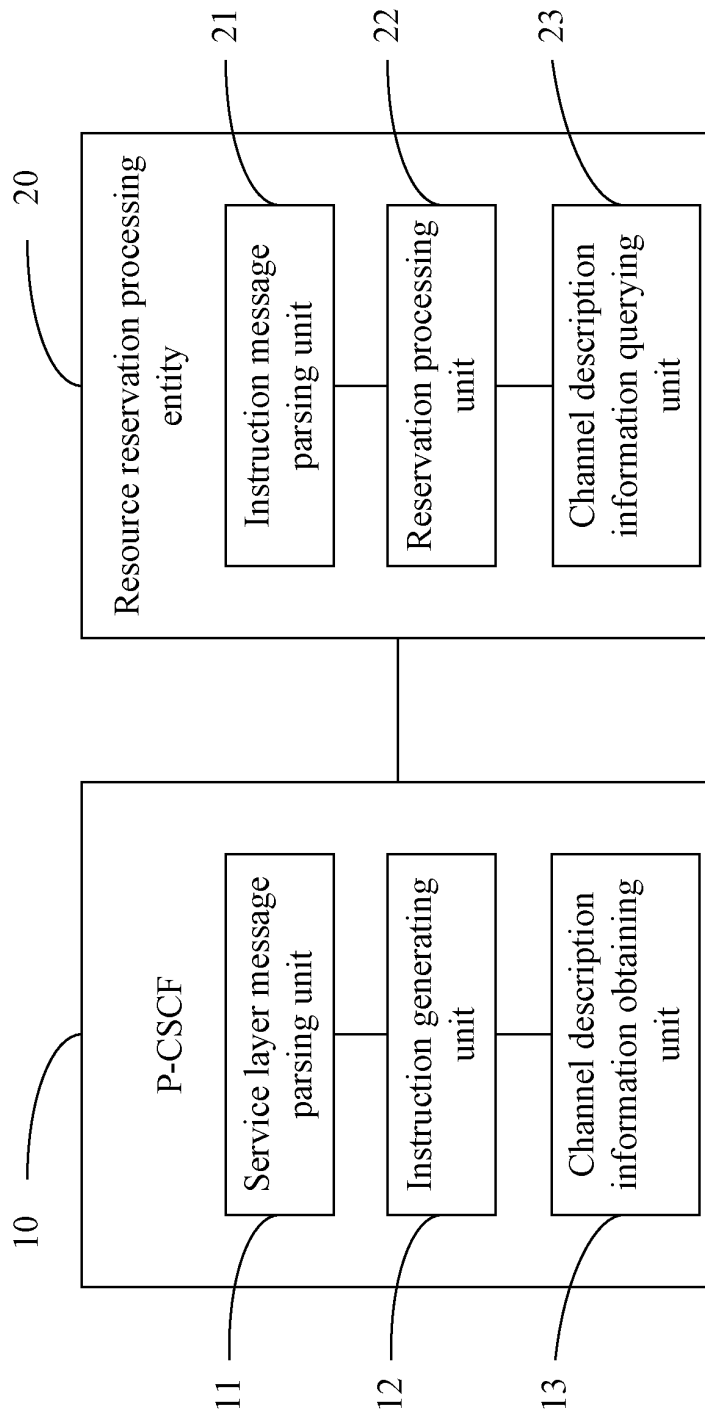 10
P-CSCF
11
Service layer message
parsing unit
12
Instruction generating
unit
13
Channel description
information obtaining
unit
20
Resource reservation processing
entity
21
Instruction message
parsing unit
22
Reservation processing
unit
23
Channel description
information querying
unit